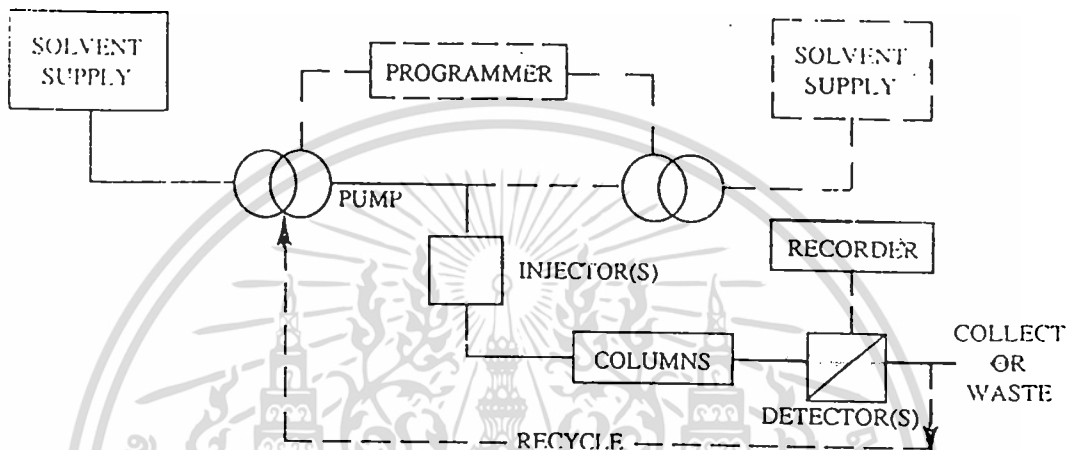 SOLVENT
SUPPLY
PROGRAMMER
SOLVENT
SUPPLY
PUMP
INJECTOR(S)
RECORDER
COLUMNS
COLLECT
OR
WASTE
DETECTOR(S)
RECYCLE